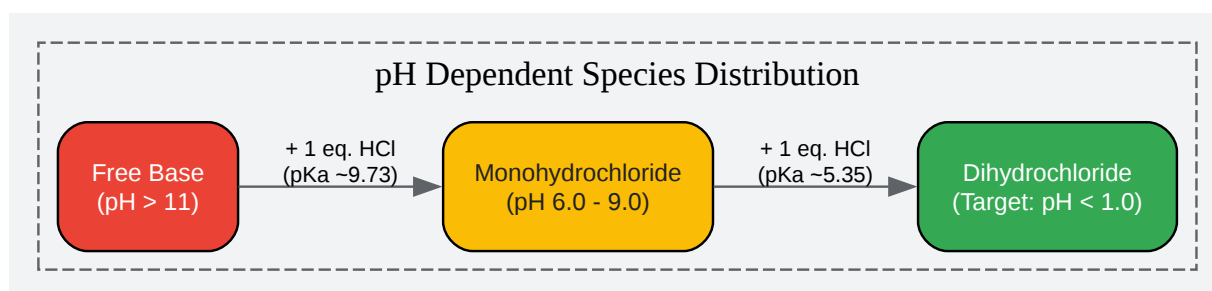 pH Dependent Species Distribution
Free Base
(pH > 11)
+ 1 eq. HCl
(pKa ~9.73)
Monohydrochloride
(pH 6.0 - 9.0)
+ 1 eq. HCl
(pKa ~5.35)
Dihydrochloride
(Target: pH < 1.0)